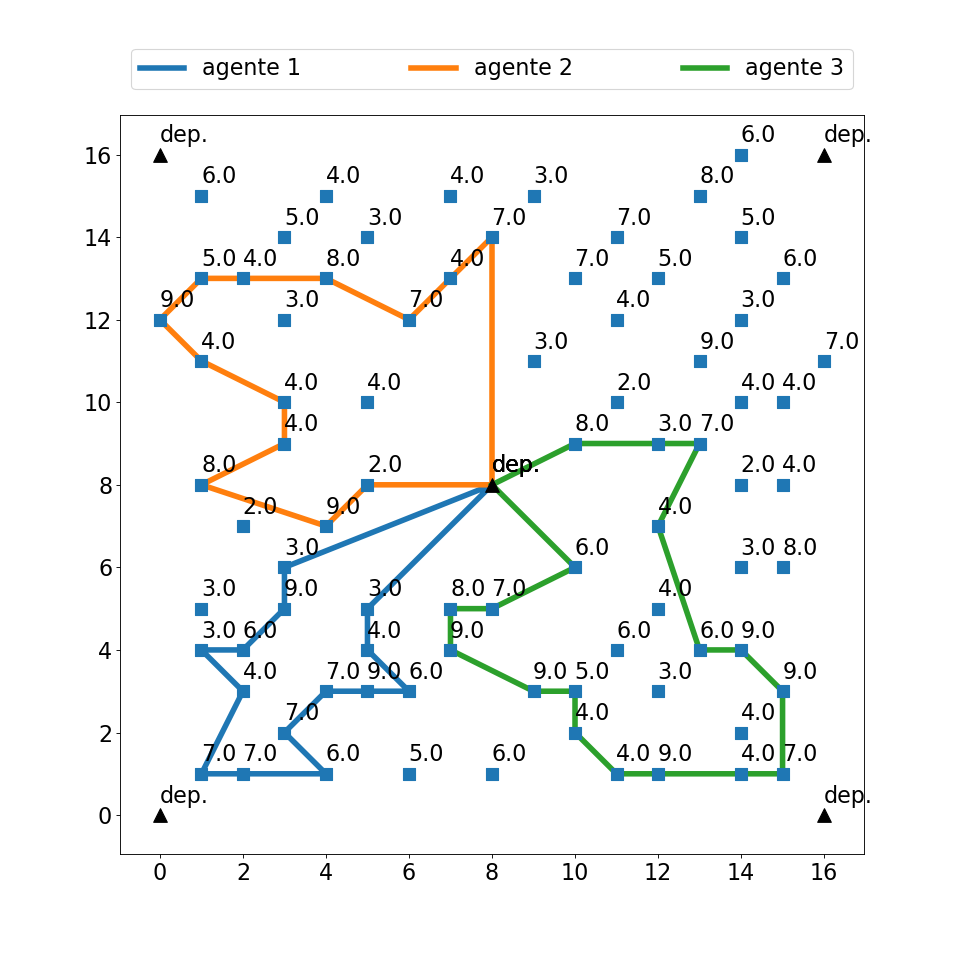 agente 1 agente 2 agente 3
dep. 6.0 dep.
16
6.0 4.0 4.0 3.0 8.0
5.0 3.0 7.0 7.0 5.0
14
5.0 4.0 8.0 4.0 7.0 5.0 6.0
9.0 3.0 7.0 4.0 3.0
12
4.0 3.0 9.0 7.0
4.0 4.0 2.0 4.0 4.0
10
4.0 8.0 3.0 7.0
8.0 2.0 dep. 2.0 4.0
8
2.0 9.0 4.0
3.0 6.0 3.0 8.0
6
3.0 9.0 3.0 8.0 7.0 4.0
3.0 6.0 4.0 9.0 6.0 6.0 9.0
4
4.0 7.0 9.0 6.0 9.0 5.0 3.0 9.0
7.0 4.0 4.0
2
7.0 7.0 6.0 5.0 6.0 4.0 9.0 4.0 7.0
dep. dep.
0
0 2 4 6 8 10 12 14 16